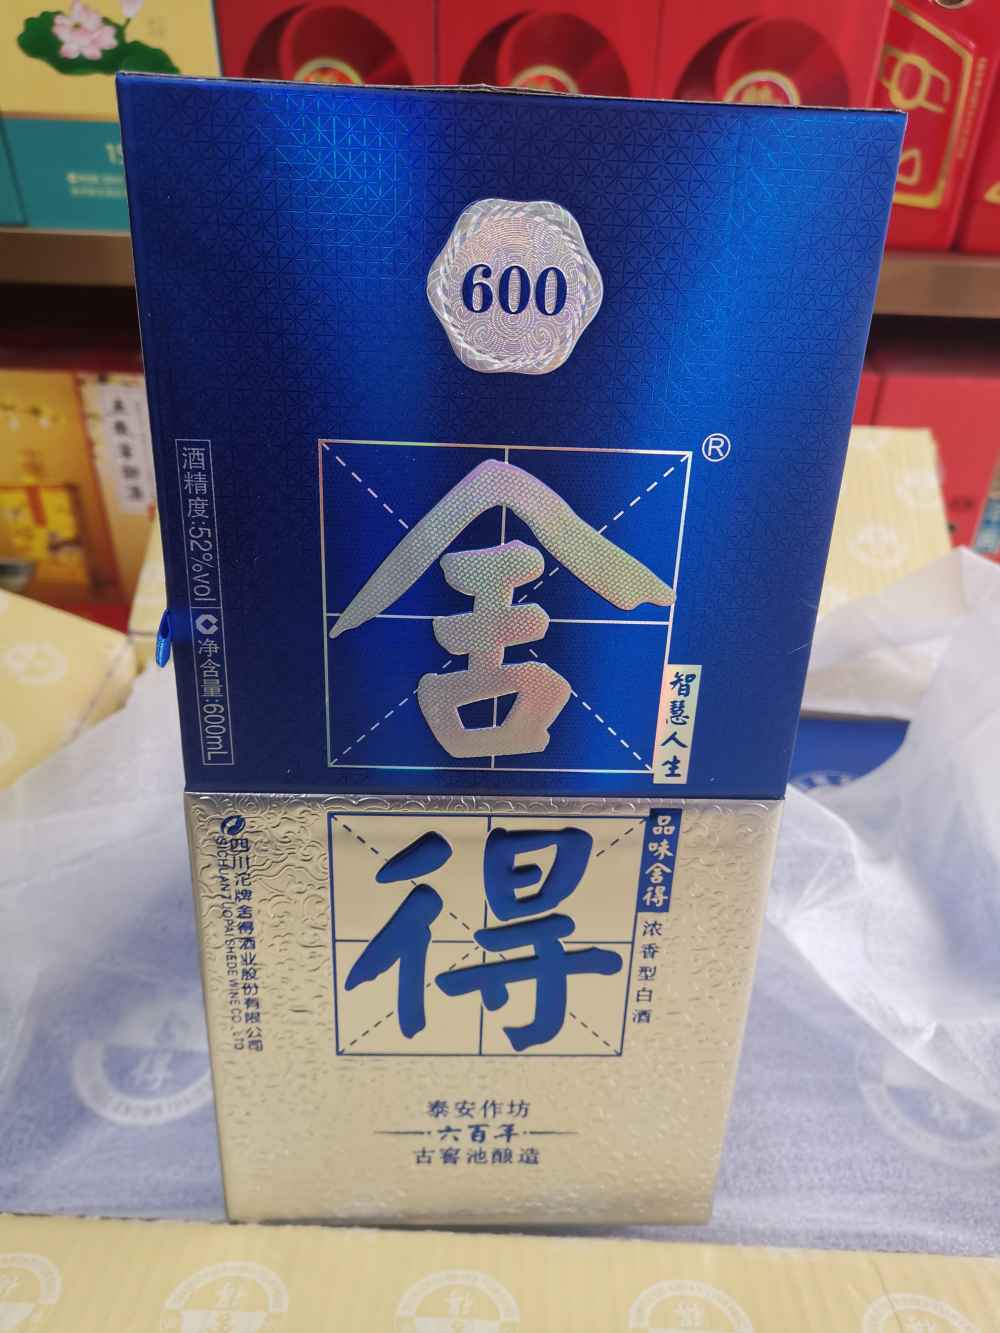 600
舍
®
酒精度:52%vol
净含量:600mL
智慧人生
得
品味舍得
浓香型白酒
四川沱牌舍得酒业股份有限公司
SICHUAN TUOPAI SHEDE WINE CO., LTD
泰安作坊
·六百年·
古窖池酿造